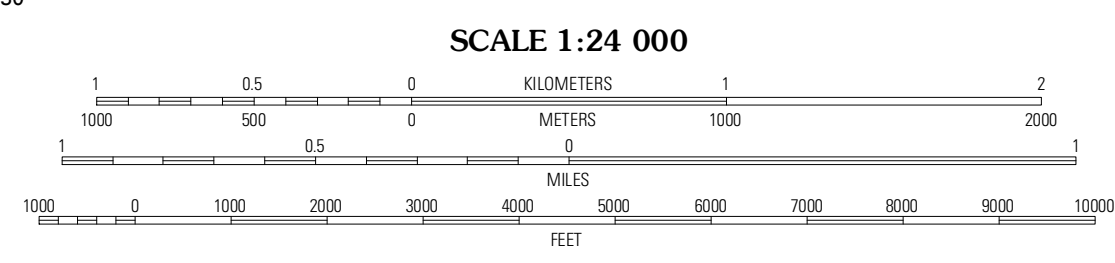 SCALE 1:24 000
1 0.5 0 KILOMETERS 1 2
1000 500 0 METERS 1000 2000
1 0.5 0 1
MILES
1000 0 1000 2000 3000 4000 5000 6000 7000 8000 9000 10000
FEET